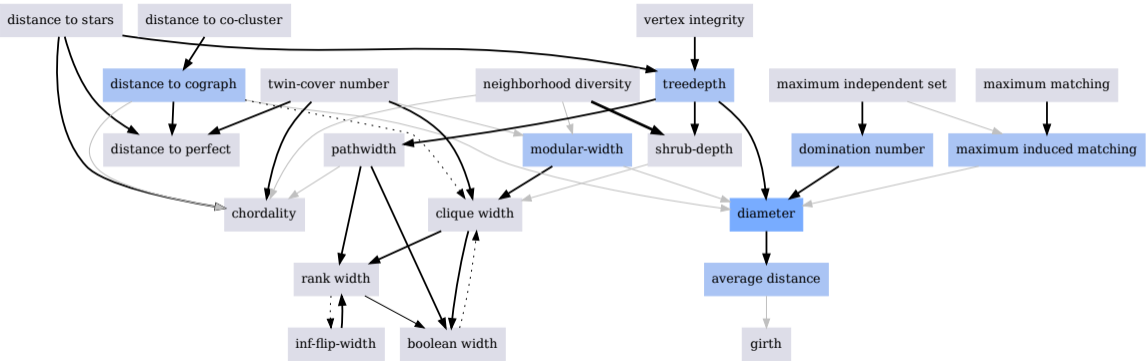 distance to stars
distance to co-cluster
vertex integrity
distance to cograph
twin-cover number
neighborhood diversity
treedepth
maximum independent set
maximum matching
distance to perfect
pathwidth
modular-width
shrub-depth
domination number
maximum induced matching
chordality
clique width
diameter
rank width
average distance
inf-flip-width
boolean width
girth